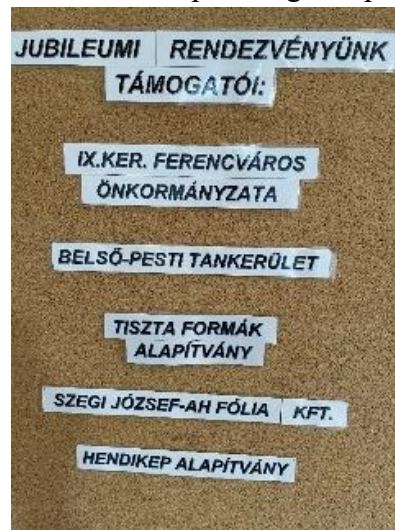 JUBILEUMI RENDEZVÉNYÜNK
TÁMOGATÓI:
IX.KER. FERENCVÁROS
ÖNKORMÁNYZATA
BELSŐ-PESTI TANKERÜLET
TISZTA FORMÁK
ALAPÍTVÁNY
SZEGI JÓZSEF-AH FÓLIA KFT.
HENDIKEP ALAPÍTVÁNY